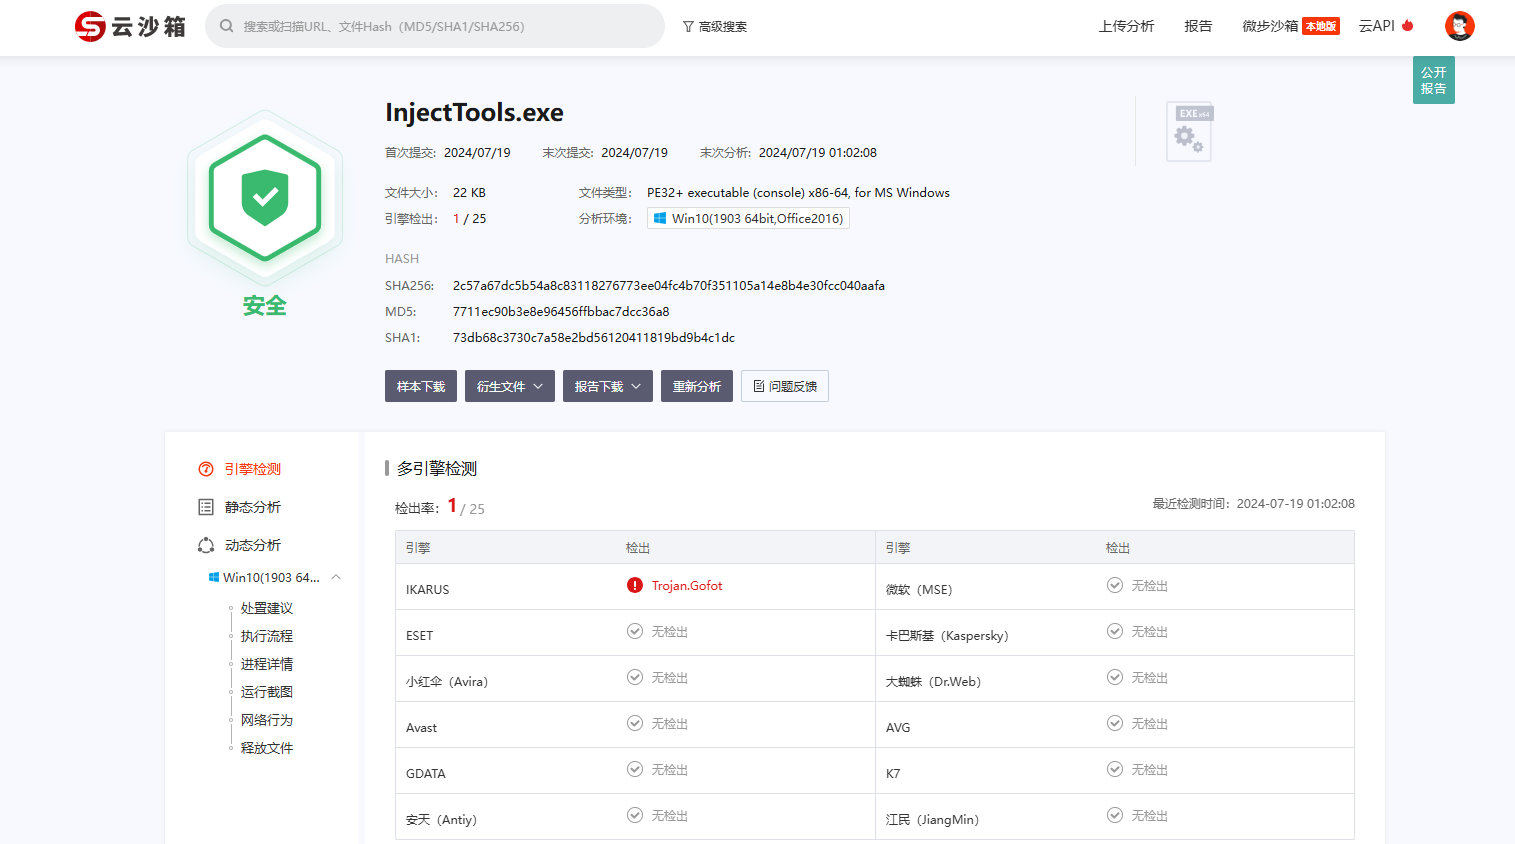 云沙箱
搜索或扫描URL、文件Hash（MD5/SHA1/SHA256）
高级搜索
上传分析
报告
微步沙箱 本地版
云API
公开
报告
InjectTools.exe
首次提交: 2024/07/19 末次提交: 2024/07/19 末次分析: 2024/07/19 01:02:08
文件大小: 22 KB 文件类型: PE32+ executable (console) x86-64, for MS Windows
引擎检出: 1 / 25 分析环境: Win10(1903 64bit,Office2016)
EXE x64
安全
HASH
SHA256: 2c57a67dc5b54a8c83118276773ee04fc4b70f351105a14e8b4e30fcc040aafa
MD5: 7711ec90b3e8e96456ffbbac7dcc36a8
SHA1: 73db68c3730c7a58e2bd56120411819bd9b4c1dc
样本下载 衍生文件 报告下载 重新分析 问题反馈
引擎检测
静态分析
动态分析
Win10(1903 64...
处置建议
执行流程
进程详情
运行截图
网络行为
释放文件
多引擎检测
检出率: 1 / 25
最近检测时间: 2024-07-19 01:02:08
引擎 检出 引擎 检出
IKARUS Trojan.Gofot 微软（MSE） 无检出
ESET 无检出 卡巴斯基（Kaspersky） 无检出
小红伞（Avira） 无检出 大蜘蛛（Dr.Web） 无检出
Avast 无检出 AVG 无检出
GDATA 无检出 K7 无检出
安天（Antiy） 无检出 江民（JiangMin） 无检出